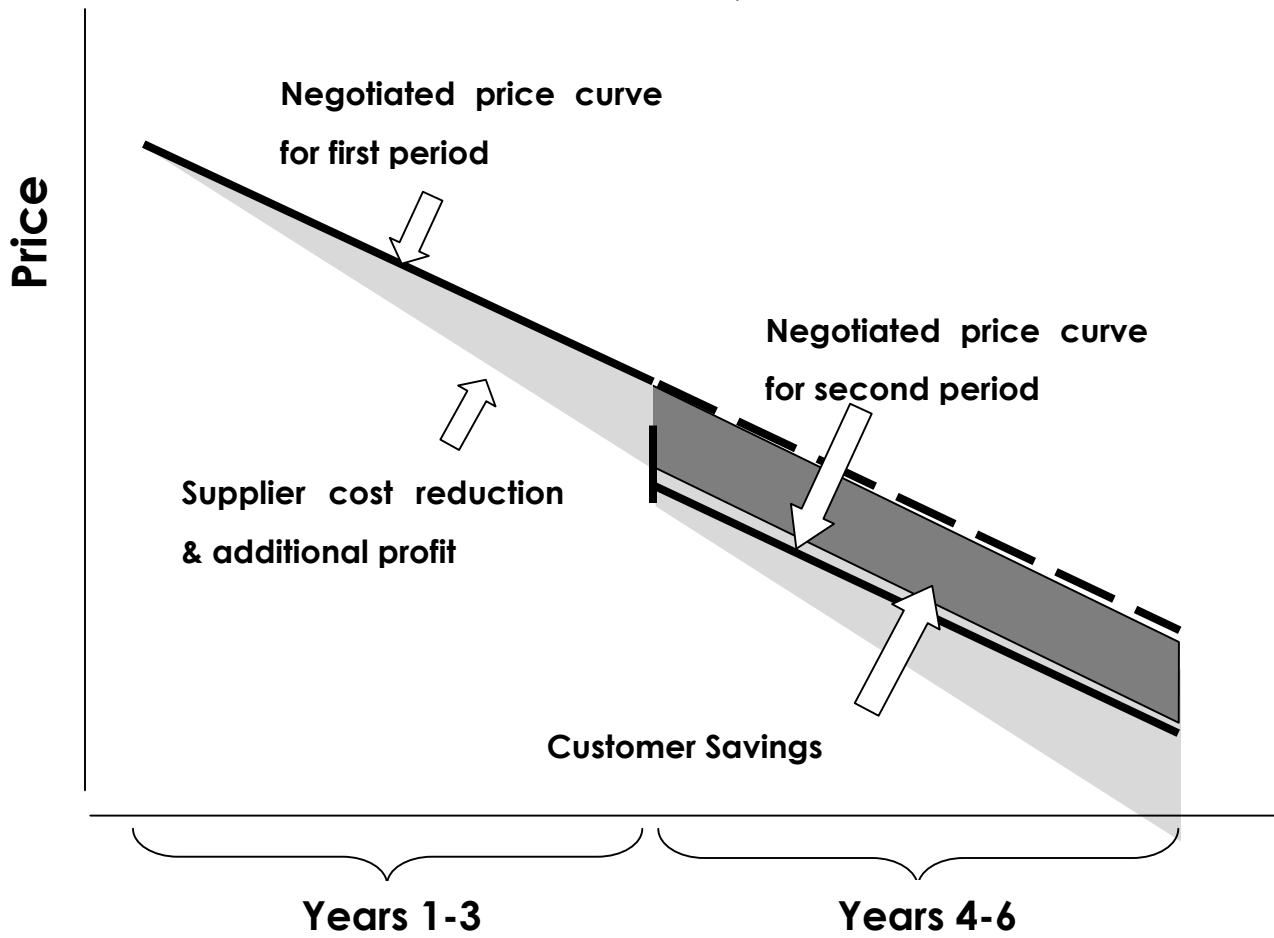 Negotiated price curve
for first period
Price
Negotiated price curve
for second period
Supplier cost reduction
& additional profit
Customer Savings
Years 1-3
Years 4-6